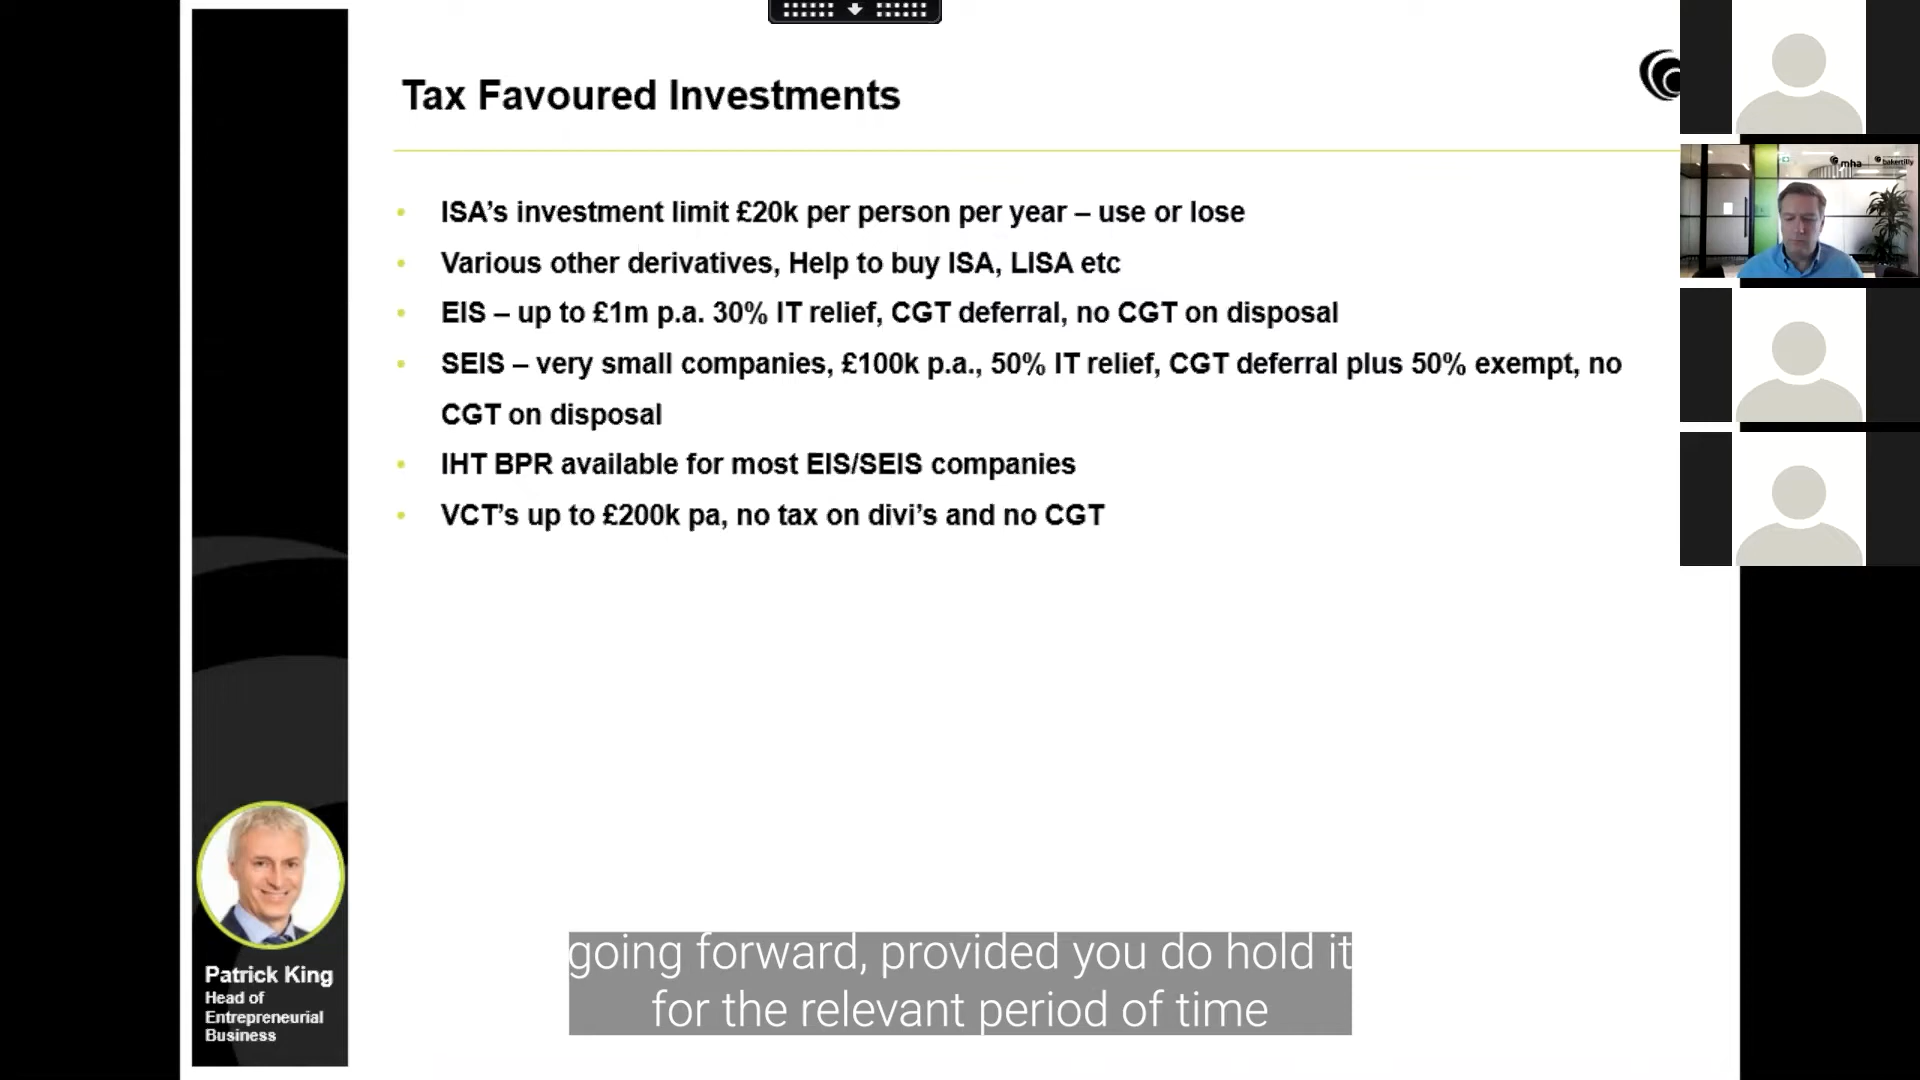 Tax Favoured Investments
ISA’s investment limit £20k per person per year – use or lose
Various other derivatives, Help to buy ISA, LISA etc
EIS – up to £1m p.a. 30% IT relief, CGT deferral, no CGT on disposal
SEIS – very small companies, £100k p.a., 50% IT relief, CGT deferral plus 50% exempt, no
CGT on disposal
IHT BPR available for most EIS/SEIS companies
VCT’s up to £200k pa, no tax on divi’s and no CGT
mha
bakertilly
Patrick King
Head of
Entrepreneurial
Business
going forward, provided you do hold it
for the relevant period of time